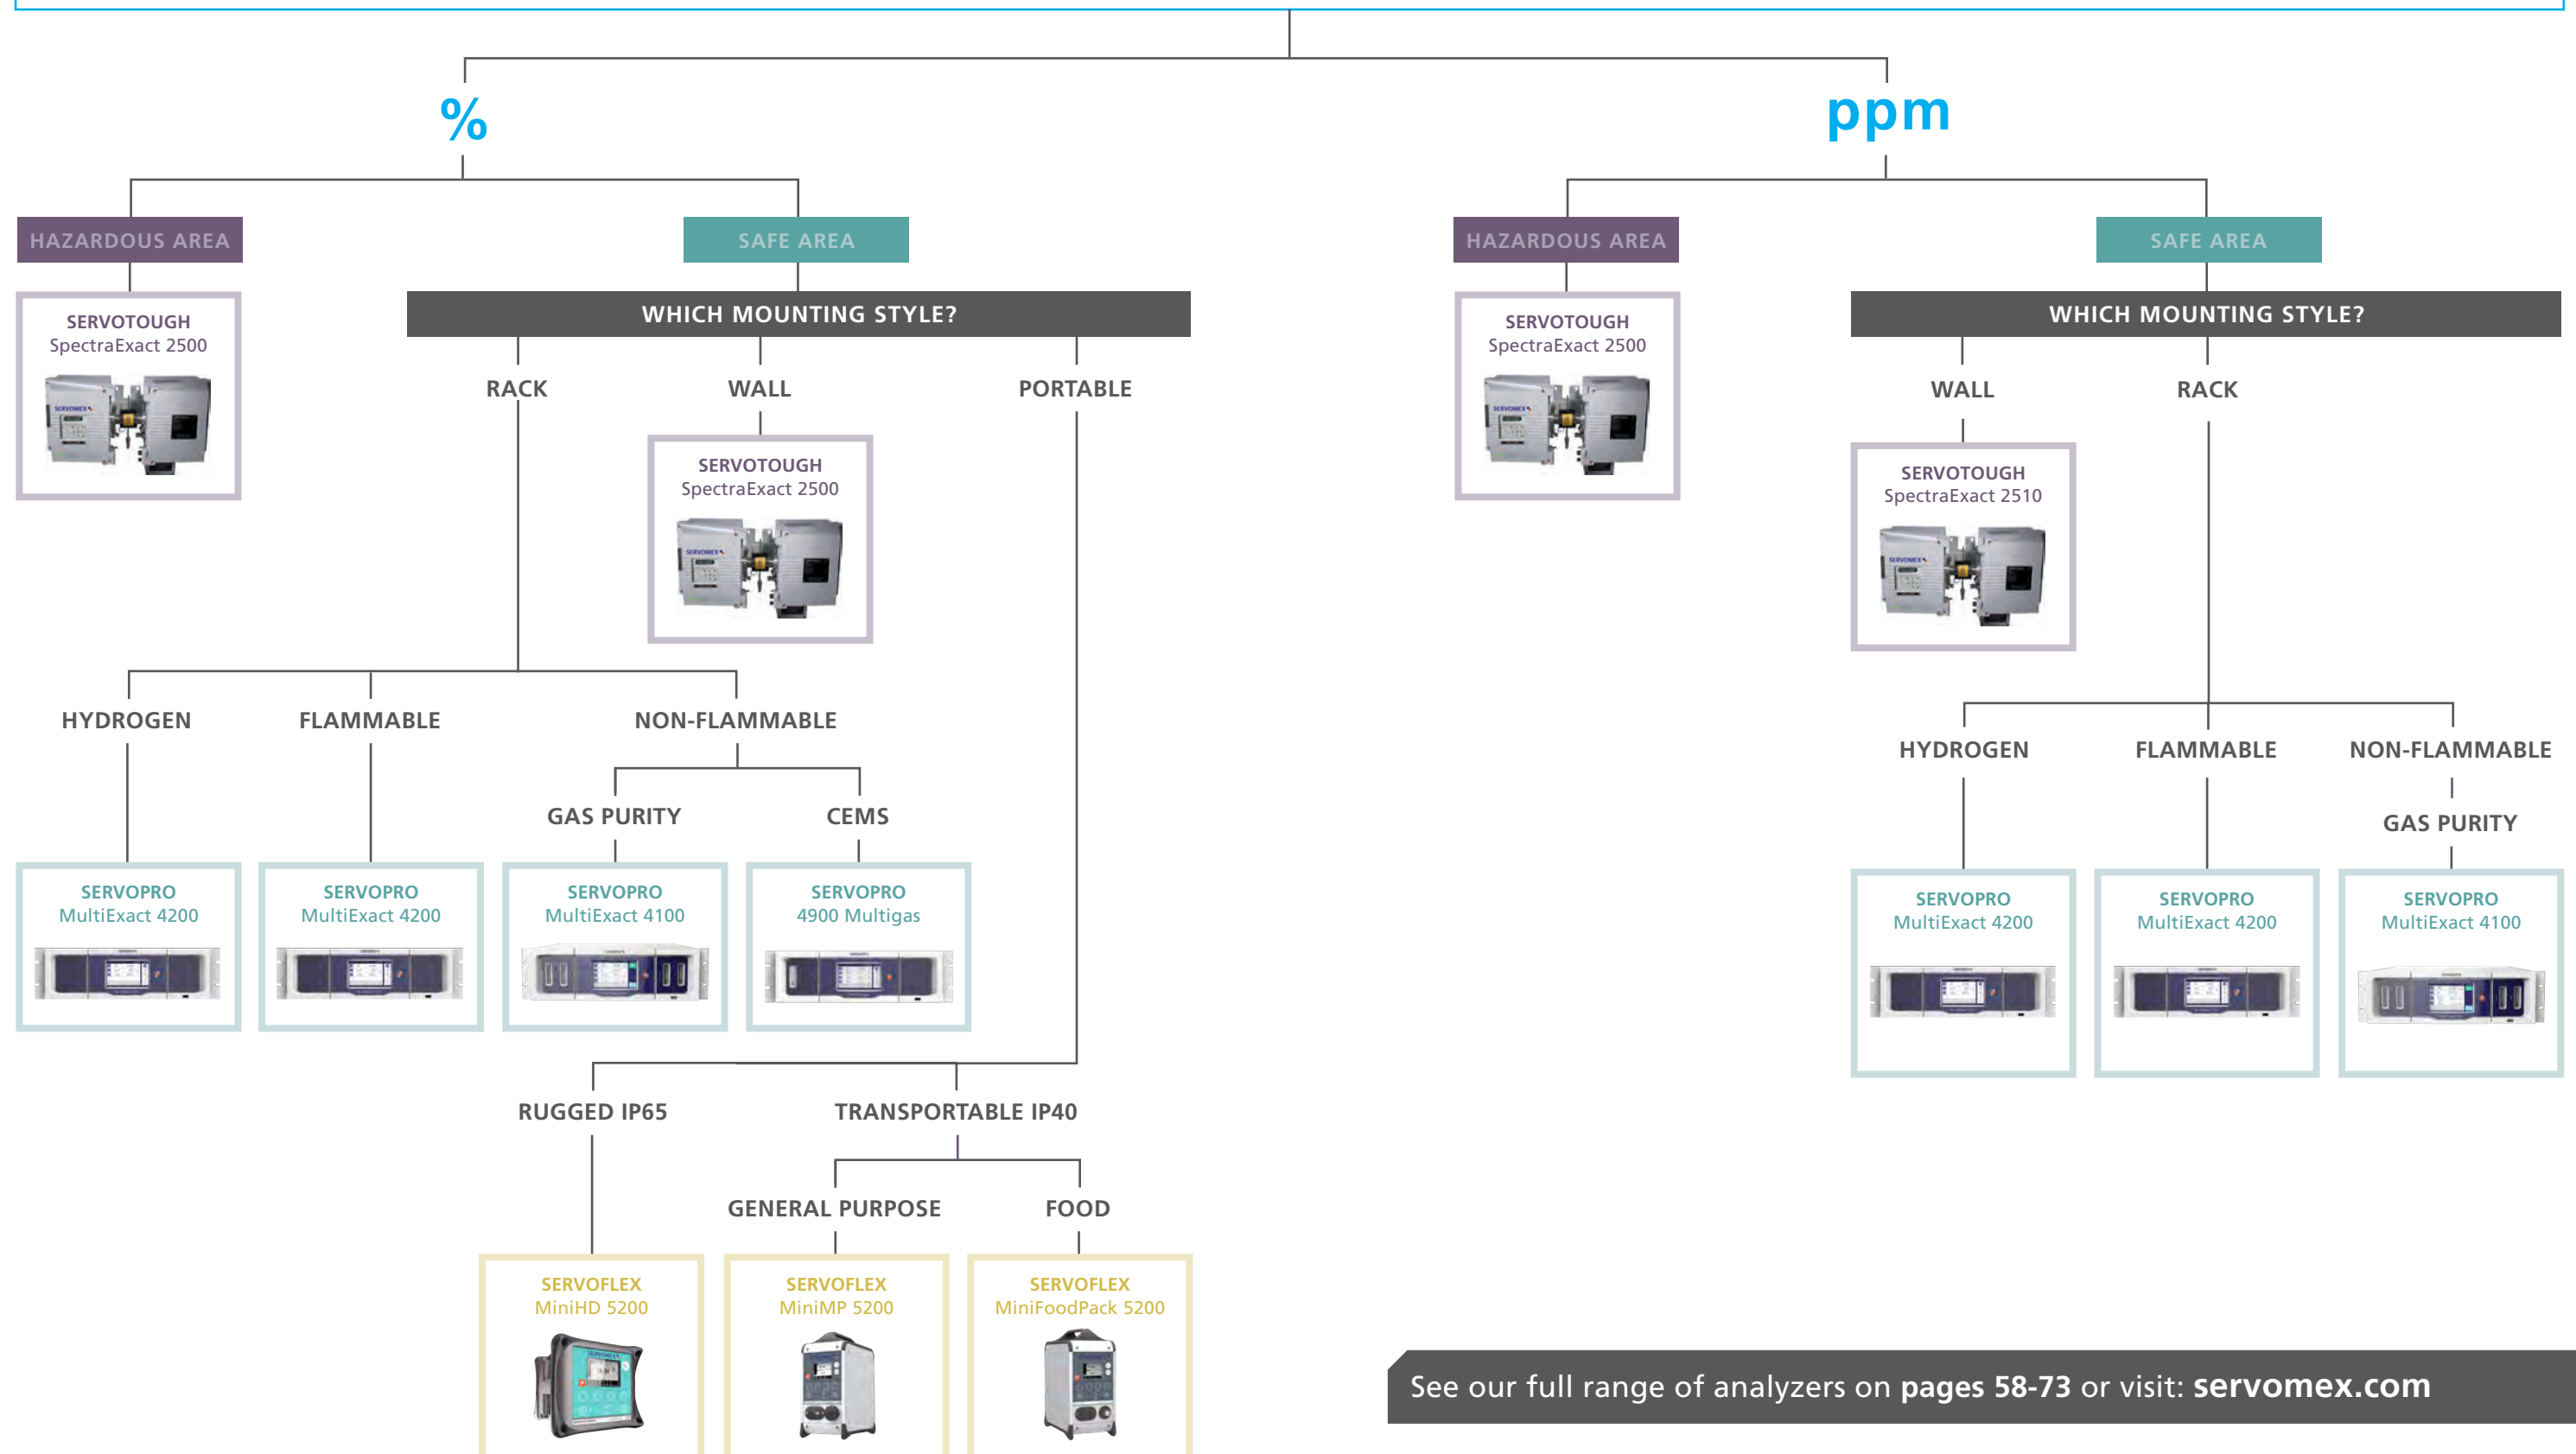 %
ppm
HAZARDOUS AREA
SAFE AREA
HAZARDOUS AREA
SAFE AREA
SERVOTOUGH
SpectraExact 2500
SERVOMEX
WHICH MOUNTING STYLE?
RACK
WALL
PORTABLE
SERVOTOUGH
SpectraExact 2500
SERVOMEX
SERVOTOUGH
SpectraExact 2500
SERVOMEX
WHICH MOUNTING STYLE?
WALL
RACK
SERVOTOUGH
SpectraExact 2510
SERVOMEX
HYDROGEN
FLAMMABLE
NON-FLAMMABLE
GAS PURITY
CEMS
SERVOPRO
MultiExact 4200
SERVOPRO
MultiExact 4200
SERVOPRO
MultiExact 4100
SERVOPRO
4900 Multigas
HYDROGEN
FLAMMABLE
NON-FLAMMABLE
GAS PURITY
SERVOPRO
MultiExact 4200
SERVOPRO
MultiExact 4200
SERVOPRO
MultiExact 4100
RUGGED IP65
TRANSPORTABLE IP40
GENERAL PURPOSE
FOOD
SERVOFLEX
MiniHD 5200
SERVOMEX
SERVOFLEX
MiniMP 5200
SERVOFLEX
MiniFoodPack 5200
See our full range of analyzers on pages 58-73 or visit: servomex.com